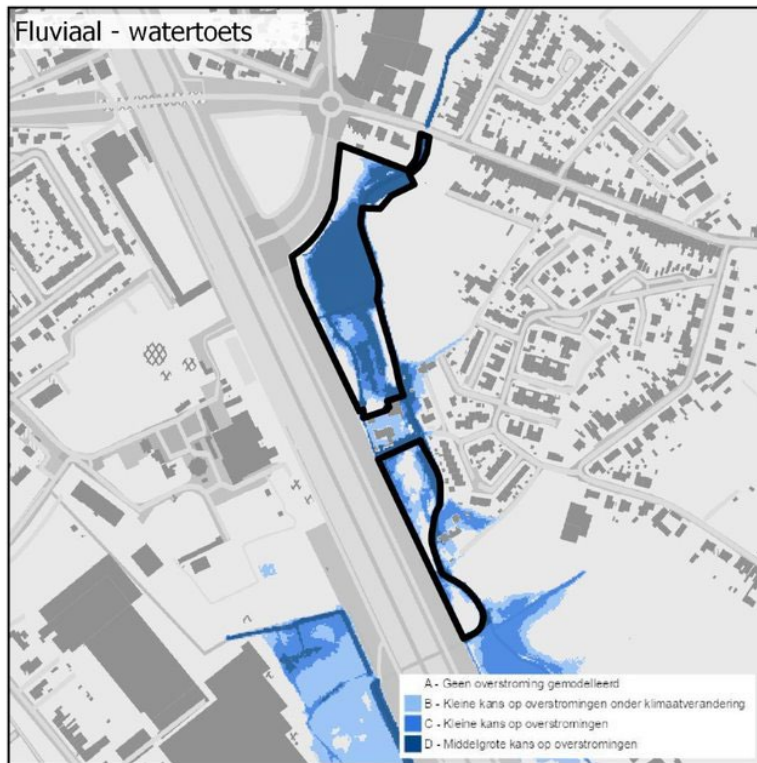 Fluviaal - watertoets
A - Geen overstroming gemodelleerd
B - Kleine kans op overstromingen onder klimaatverandering
C - Kleine kans op overstromingen
D - Middelgrote kans op overstromingen